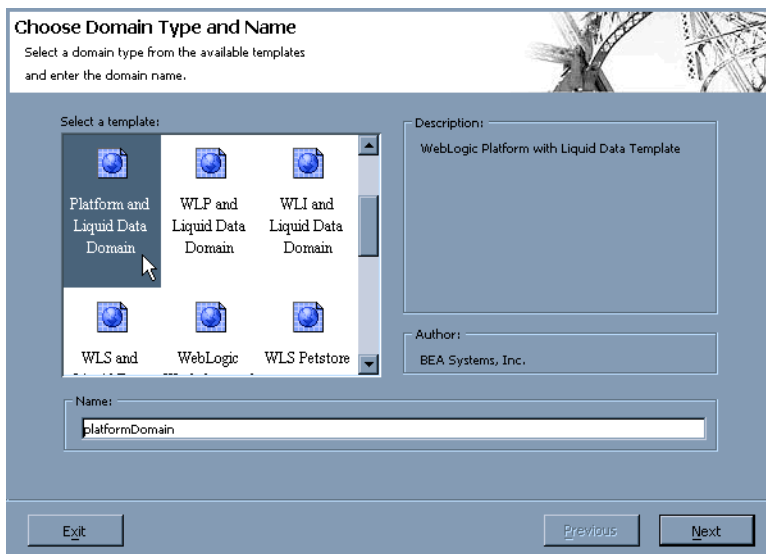 Choose Domain Type and Name
Select a domain type from the available templates
and enter the domain name.
Select a template:
Platform and
Liquid Data
Domain
WLP and
Liquid Data
Domain
WLI and
Liquid Data
Domain
WLS and
WebLogic
WLS Petstore
Description:
WebLogic Platform with Liquid Data Template
Author:
BEA Systems, Inc.
Name:
platformDomain
Exit
Previous
Next